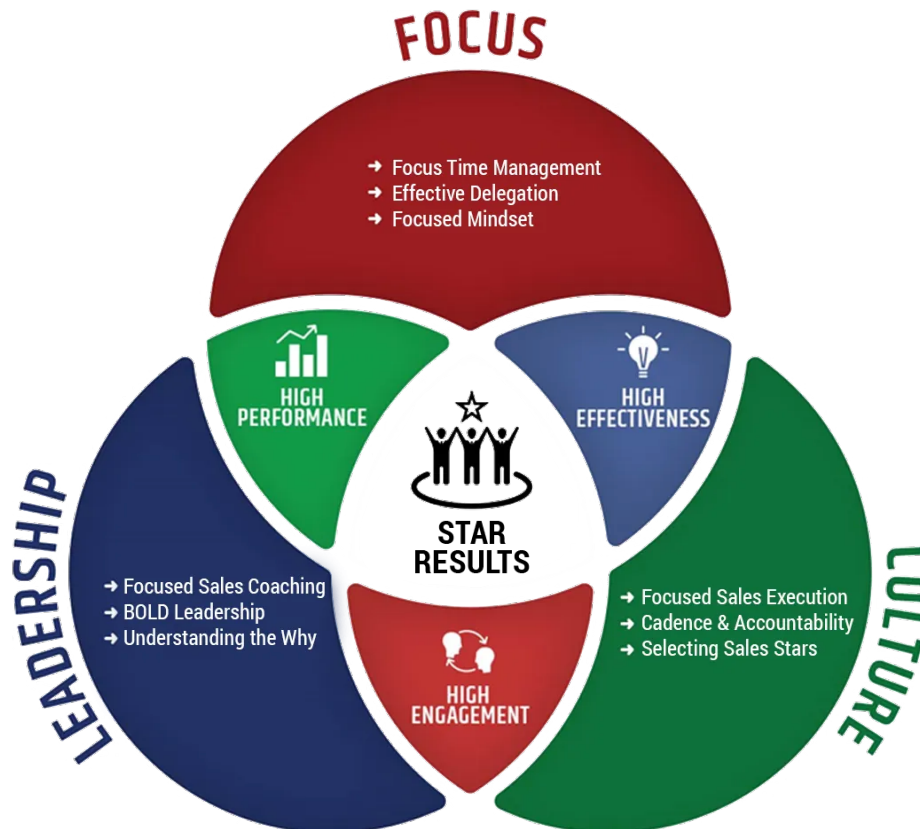 FOCUS
→ Focus Time Management
→ Effective Delegation
→ Focused Mindset
HIGH
PERFORMANCE
HIGH
EFFECTIVENESS
STAR
RESULTS
LEADERSHIP
→ Focused Sales Coaching
→ BOLD Leadership
→ Understanding the Why
CULTURE
→ Focused Sales Execution
→ Cadence & Accountability
→ Selecting Sales Stars
HIGH
ENGAGEMENT